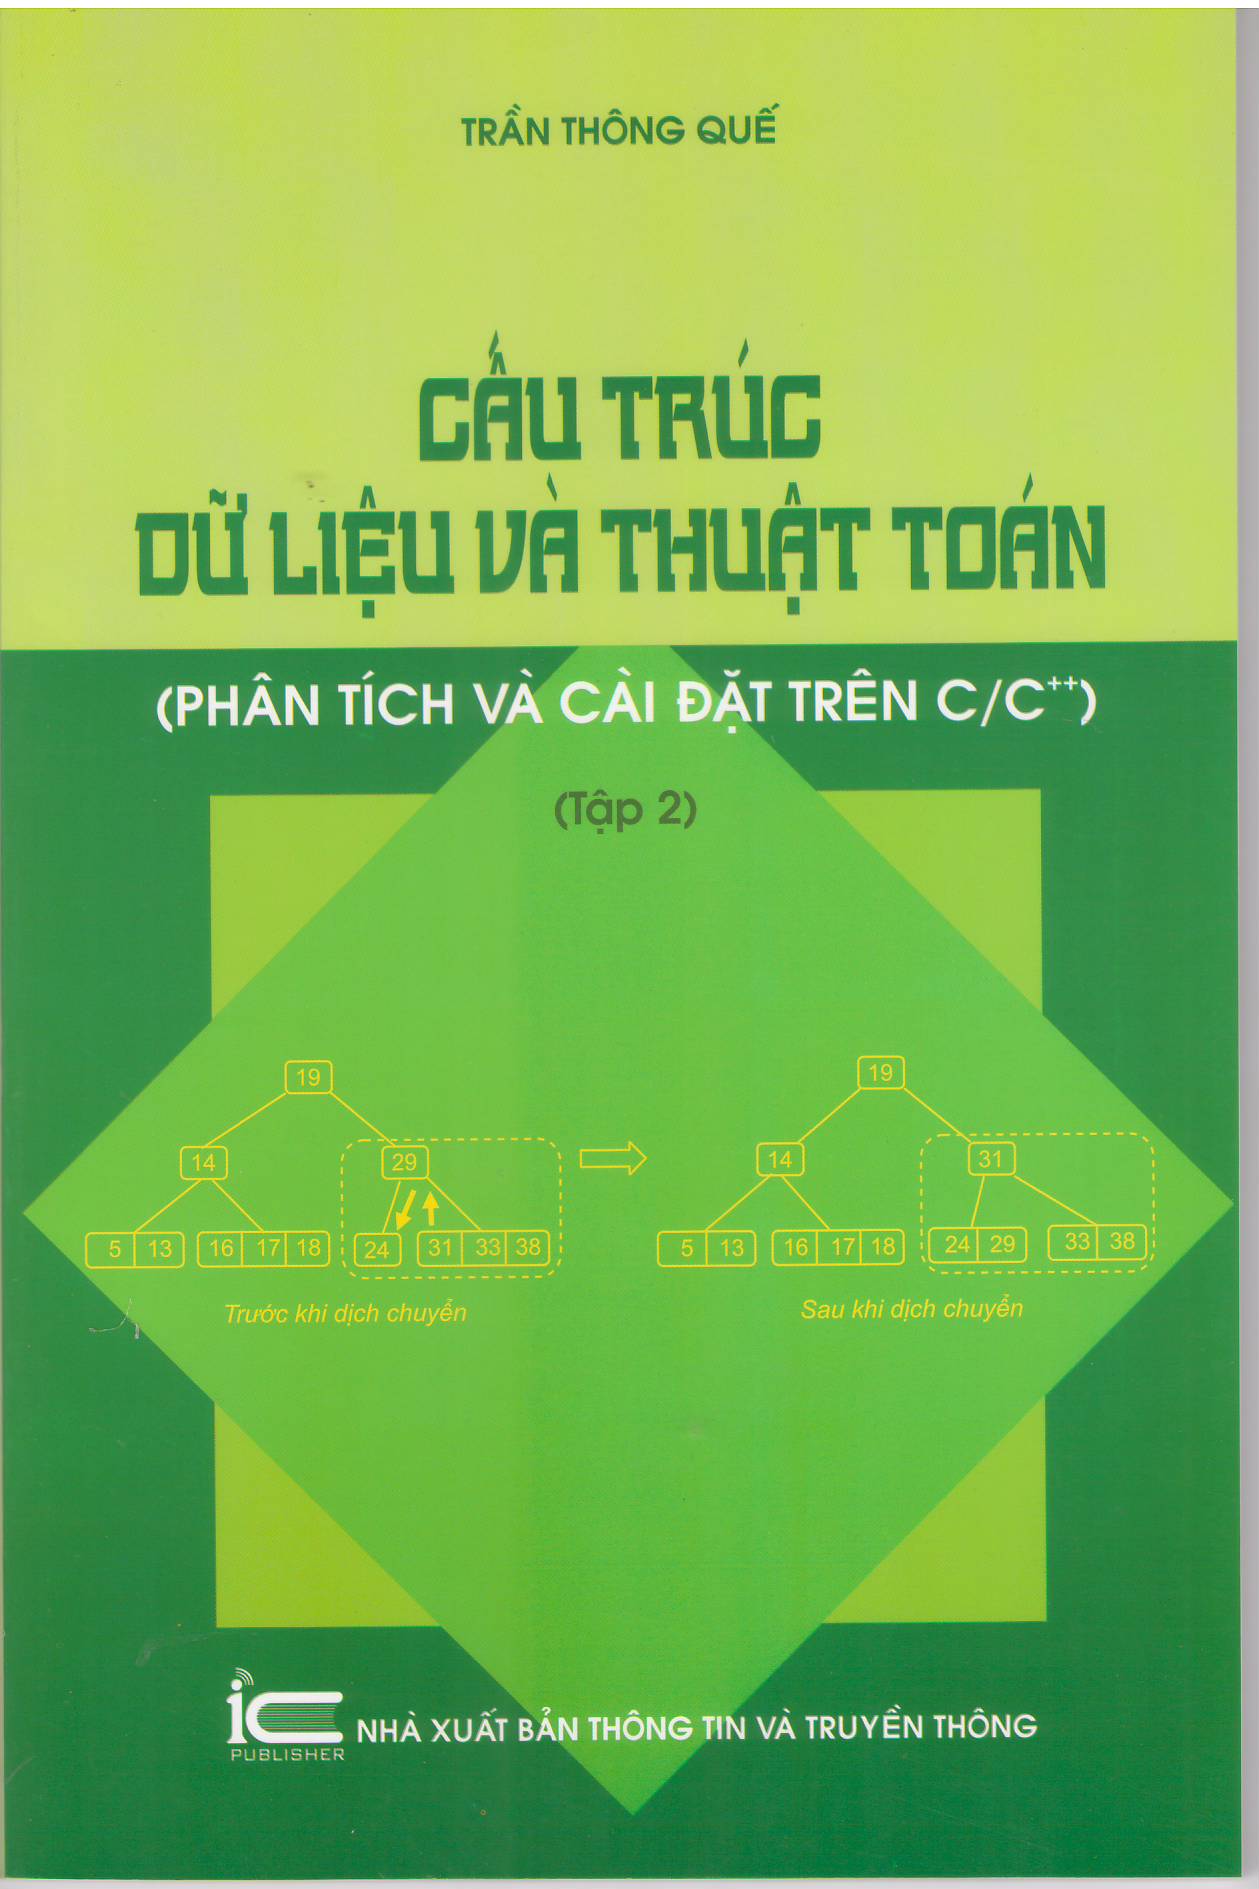 TRẦN THÔNG QUẾ
CẤU TRÚC
DỮ LIỆU VÀ THUẬT TOÁN
(PHÂN TÍCH VÀ CÀI ĐẶT TRÊN C/C++)
(Tập 2)
19
14 29
5 13 16 17 18 24 31 33 38
Trước khi dịch chuyển
19
14 31
5 13 16 17 18 24 29 33 38
Sau khi dịch chuyển
iC
PUBLISHER
NHÀ XUẤT BẢN THÔNG TIN VÀ TRUYỀN THÔNG